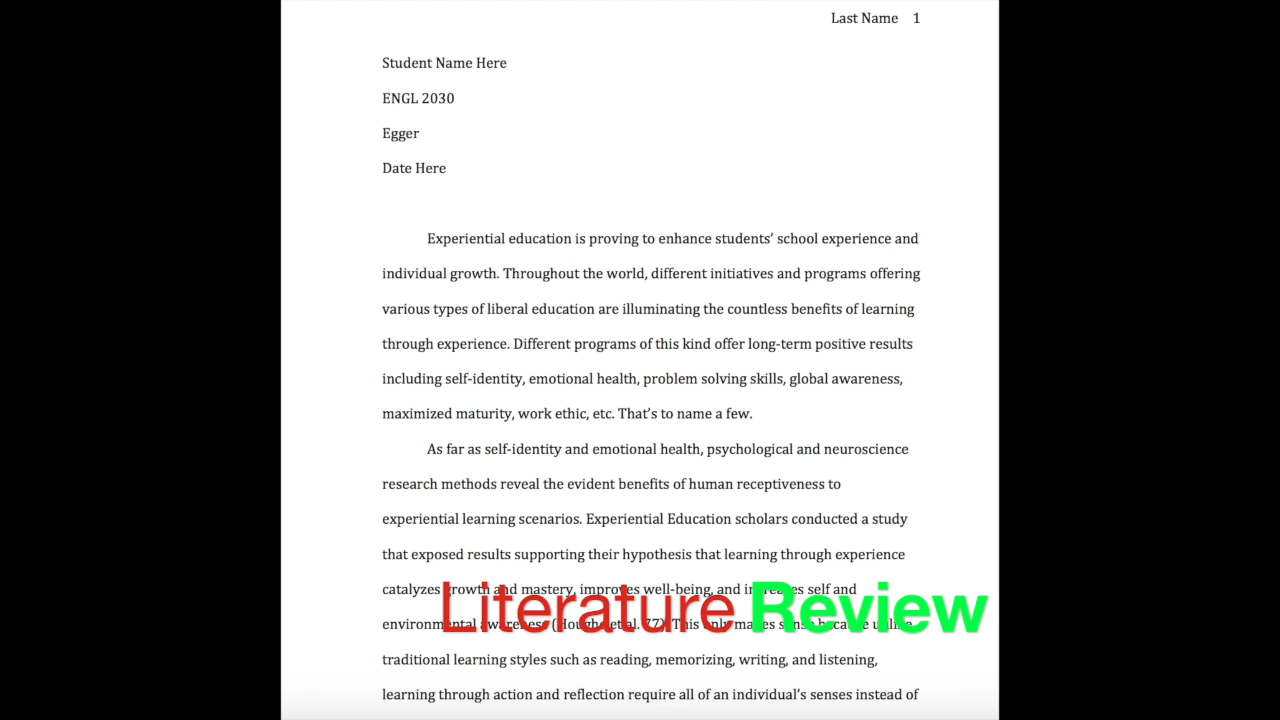 Last Name 1
Student Name Here
ENGL 2030
Egger
Date Here
Experiential education is proving to enhance students’ school experience and
individual growth. Throughout the world, different initiatives and programs offering
various types of liberal education are illuminating the countless benefits of learning
through experience. Different programs of this kind offer long-term positive results
including self-identity, emotional health, problem solving skills, global awareness,
maximized maturity, work ethic, etc. That’s to name a few.
As far as self-identity and emotional health, psychological and neuroscience
research methods reveal the evident benefits of human receptiveness to
experiential learning scenarios. Experiential Education scholars conducted a study
that exposed results supporting their hypothesis that learning through experience
catalyzes growth and mastery, improves well-being, and increases self and
environmental awareness et al. 77). This only makes sense because unlike
Literature Review
traditional learning styles such as reading, memorizing, writing, and listening,
learning through action and reflection require all of an individual’s senses instead of